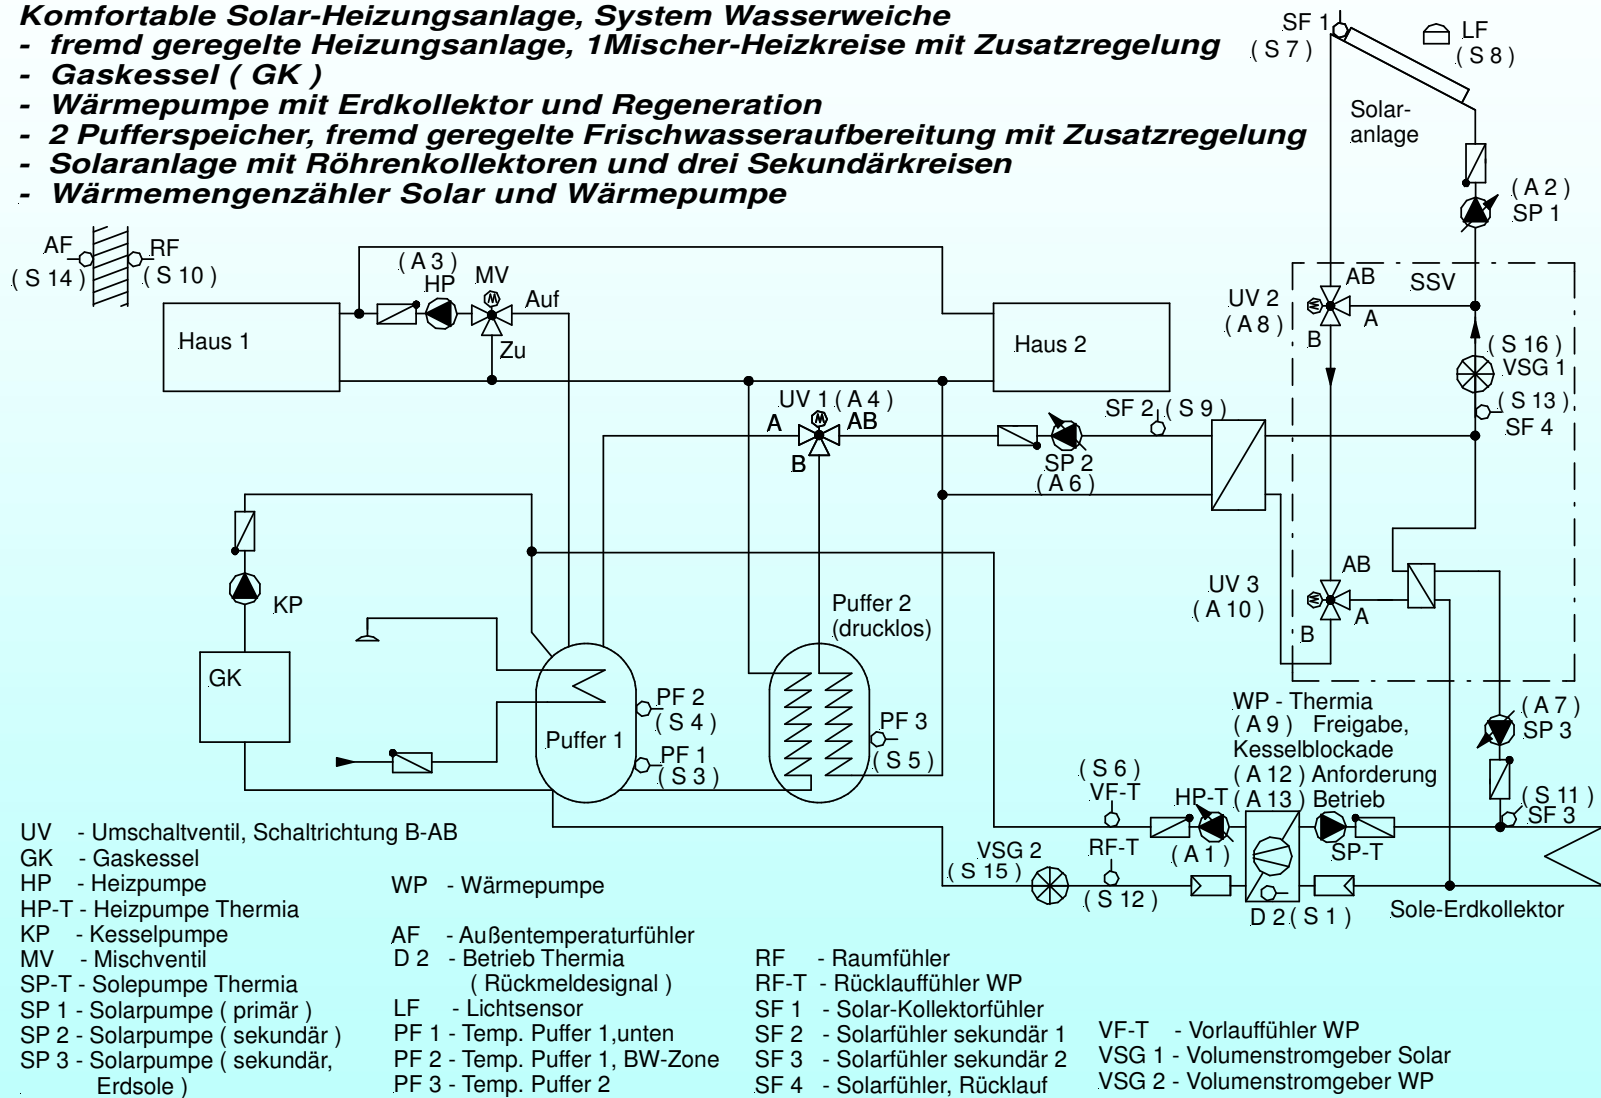 Komfortable Solar-Heizungsanlage, System Wasserweiche
- fremd geregelte Heizungsanlage, 1Mischer-Heizkreise mit Zusatzregelung
- Gaskessel ( GK )
- Wärmepumpe mit Erdkollektor und Regeneration
- 2 Pufferspeicher, fremd geregelte Frischwasseraufbereitung mit Zusatzregelung
- Solaranlage mit Röhrenkollektoren und drei Sekundärkreisen
- Wärmemengenzähler Solar und Wärmepumpe
SF 1
( S 7 )
LF
( S 8 )
Solar-
anlage
( A 2 )
SP 1
AF
( S 14 )
RF
( S 10 )
( A 3 )
HP
MV
Auf
Zu
Haus 1
Haus 2
UV 2
( A 8 )
AB
A
B
SSV
( S 16 )
VSG 1
( S 13 )
SF 4
UV 1 ( A 4 )
A
AB
B
SF 2 ( S 9 )
SP 2
( A 6 )
KP
GK
Puffer 1
PF 2
( S 4 )
PF 1
( S 3 )
Puffer 2
(drucklos)
PF 3
( S 5 )
UV 3
( A 10 )
AB
A
B
WP - Thermia
( A 9 ) Freigabe,
Kesselblockade
( A 12 ) Anforderung
( A 13 ) Betrieb
( A 7 )
SP 3
( S 11 )
SF 3
( S 6 )
VF-T
HP-T
( A 1 )
SP-T
VSG 2
( S 15 )
RF-T
( S 12 )
D 2 ( S 1 )
Sole-Erdkollektor
UV - Umschaltventil, Schaltrichtung B-AB
GK - Gaskessel
HP - Heizpumpe
HP-T - Heizpumpe Thermia
KP - Kesselpumpe
MV - Mischventil
SP-T - Solepumpe Thermia
SP 1 - Solarpumpe ( primär )
SP 2 - Solarpumpe ( sekundär )
SP 3 - Solarpumpe ( sekundär,
Erdsole )
WP - Wärmepumpe
AF - Außentemperaturfühler
D 2 - Betrieb Thermia
( Rückmeldesignal )
LF - Lichtsensor
PF 1 - Temp. Puffer 1,unten
PF 2 - Temp. Puffer 1, BW-Zone
PF 3 - Temp. Puffer 2
RF - Raumfühler
RF-T - Rücklauffühler WP
SF 1 - Solar-Kollektorfühler
SF 2 - Solarfühler sekundär 1
SF 3 - Solarfühler sekundär 2
SF 4 - Solarfühler, Rücklauf
VF-T - Vorlauffühler WP
VSG 1 - Volumenstromgeber Solar
VSG 2 - Volumenstromgeber WP